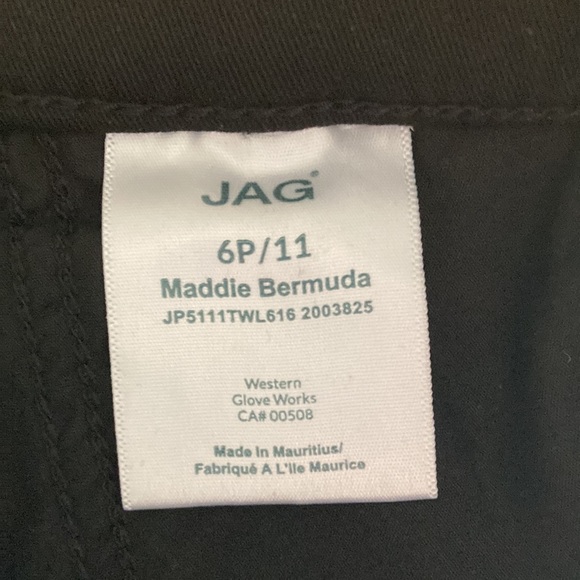 JAG®
6P/11
Maddie Bermuda
JP5111TWL616 2003825
Western
Glove Works
CA# 00508
Made In Mauritius/
Fabriqué A L'Ile Maurice